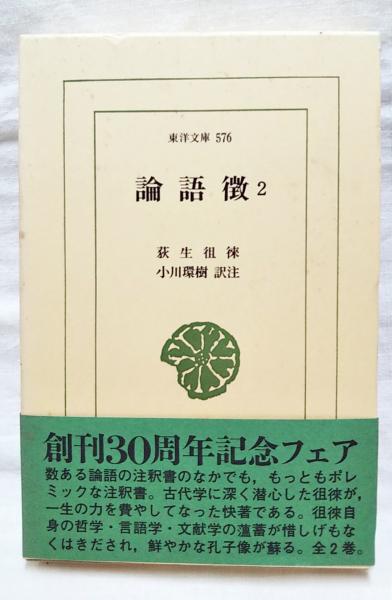 東洋文庫 576
論語徴 2
荻生徂徠
小川環樹 訳注
創刊30周年記念フェア
数ある論語の注釈書のなかでも，もっともポレ
ミックな注釈書。古代学に深く潜心した徂徠が，
一生の力を費やしてなった快著である。徂徠自
身の哲学・言語学・文献学の薀蓄が惜しげもな
くはきだされ，鮮やかな孔子像が蘇る。全2巻。